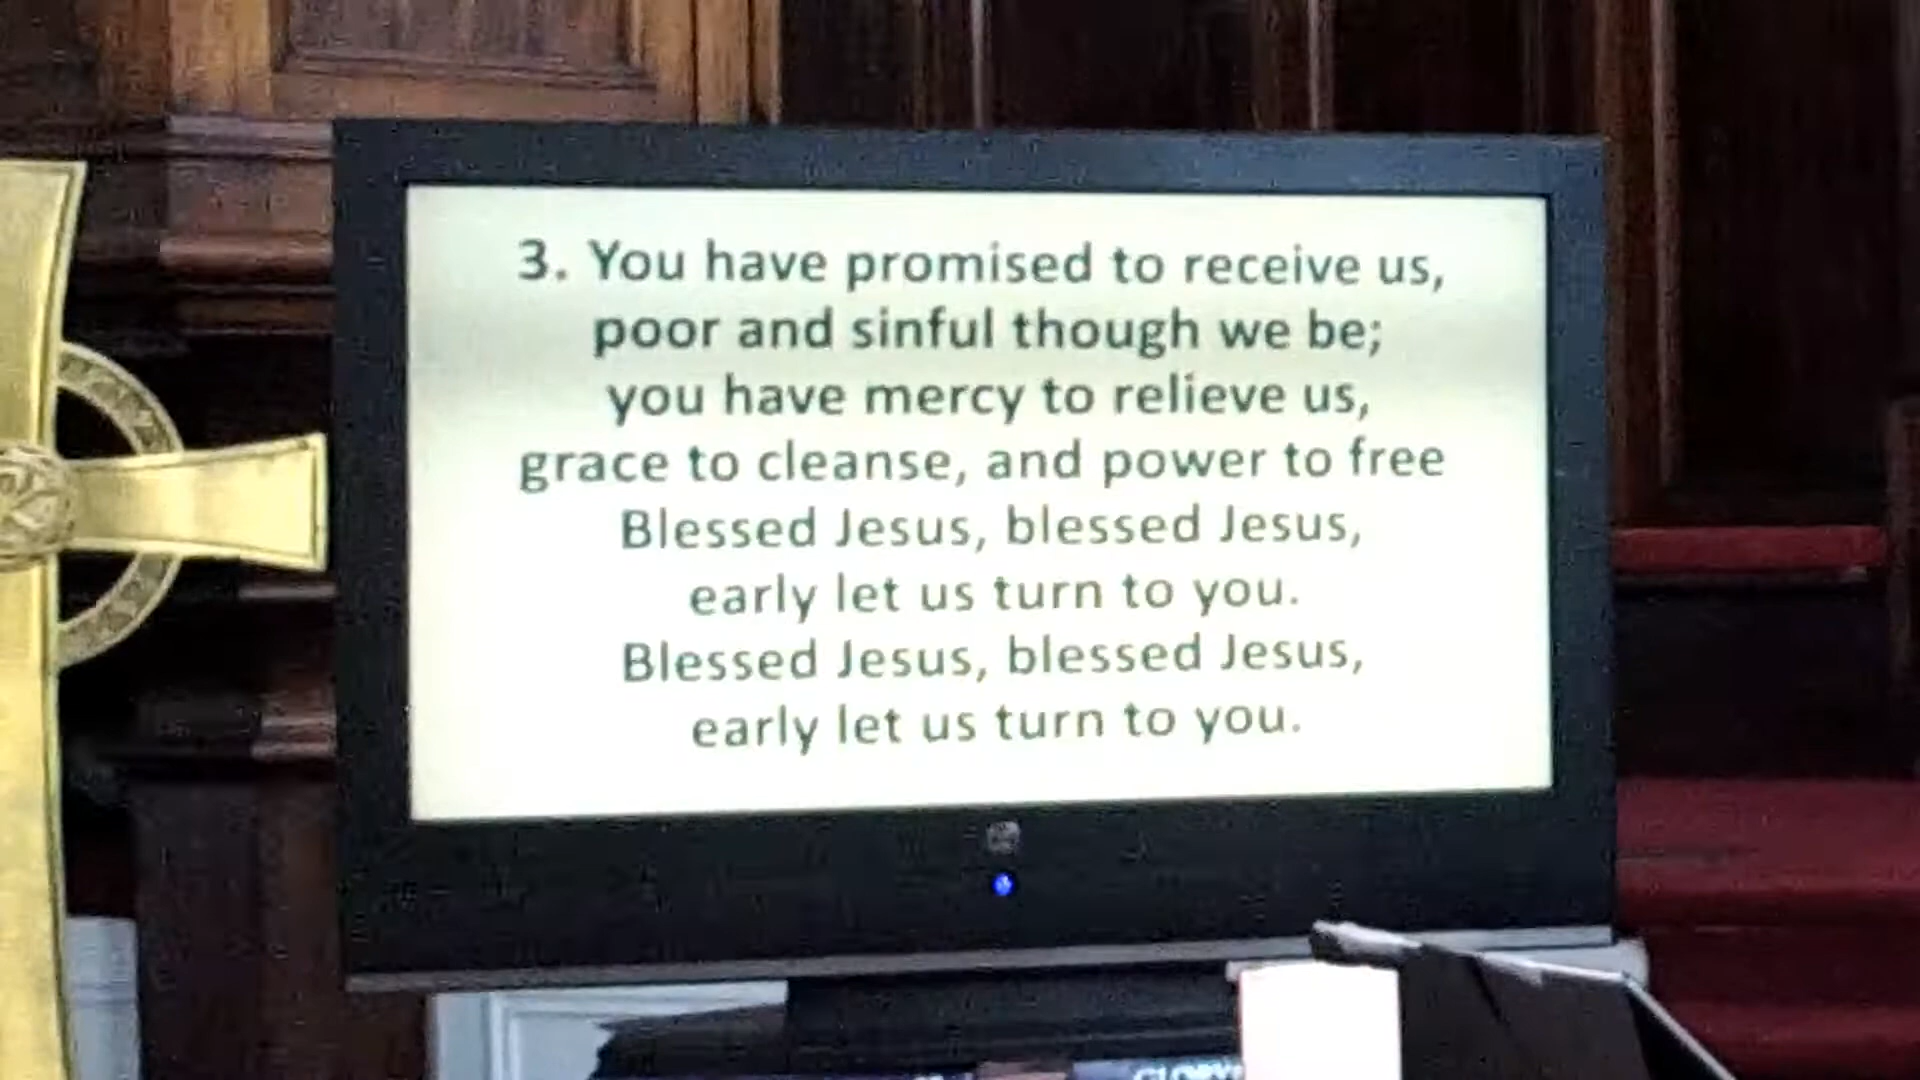 3. You have promised to receive us,
poor and sinful though we be;
you have mercy to relieve us,
grace to cleanse, and power to free
Blessed Jesus, blessed Jesus,
early let us turn to you.
Blessed Jesus, blessed Jesus,
early let us turn to you.